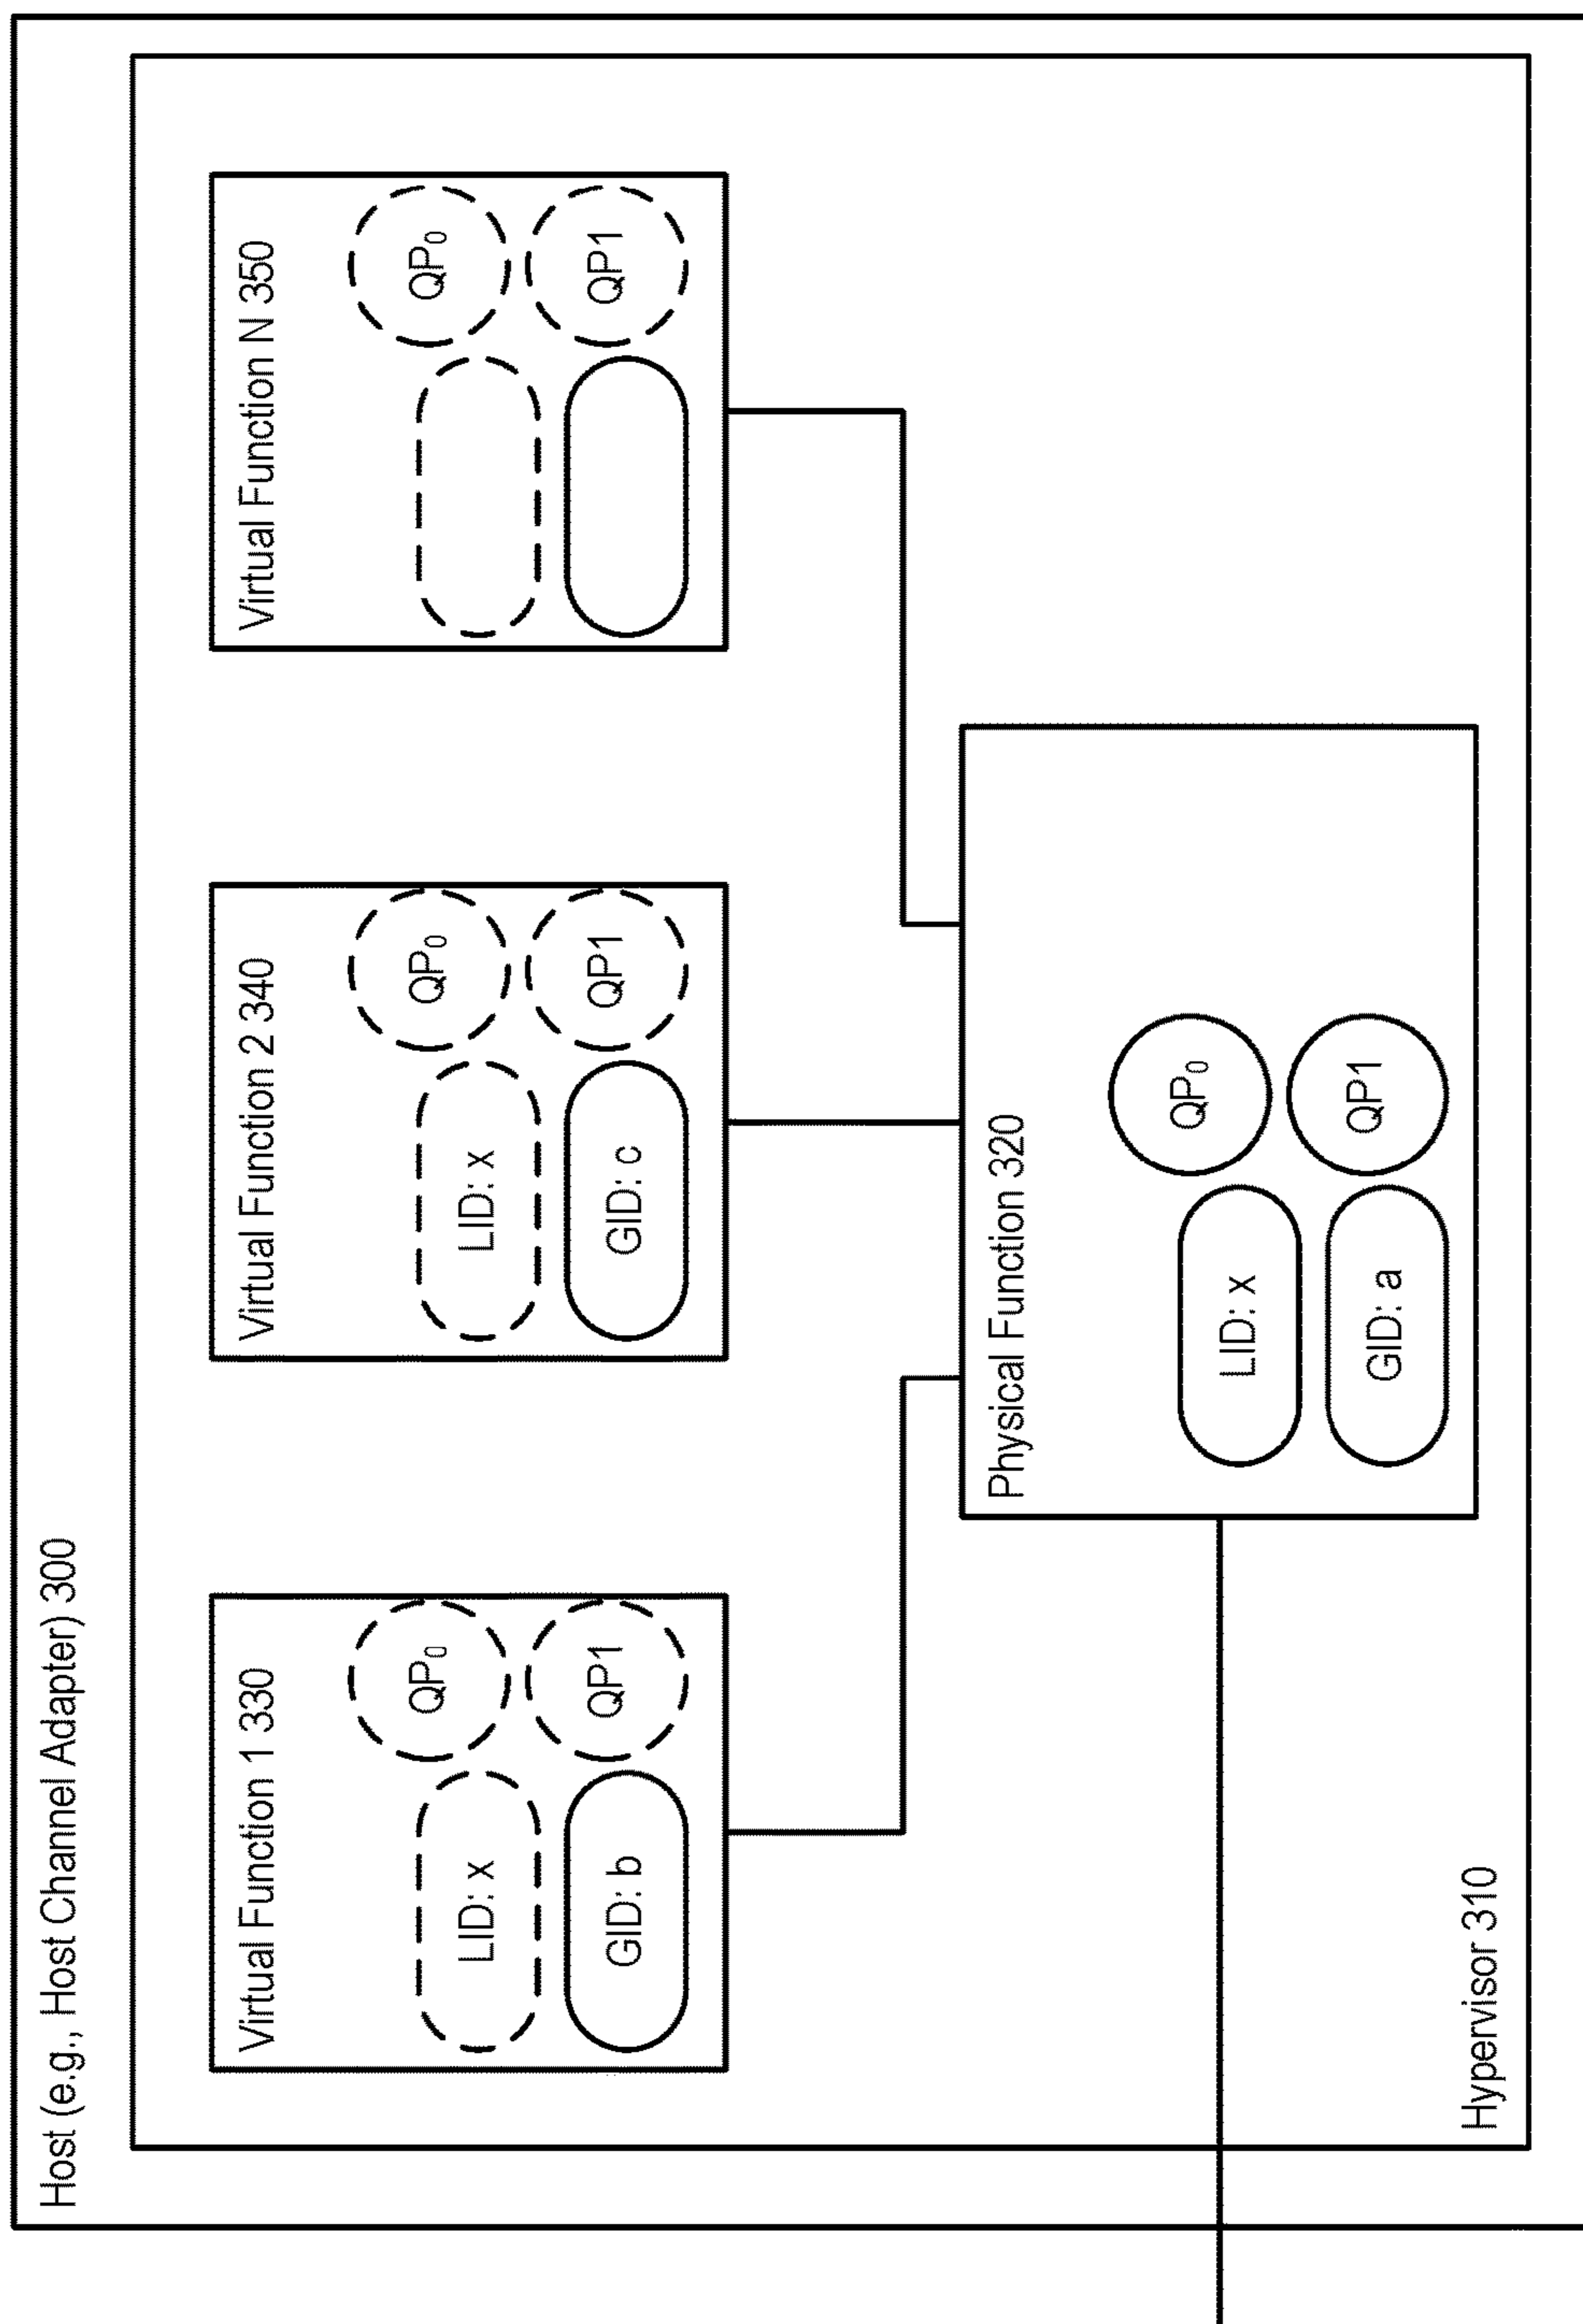 Host (e.g., Host Channel Adapter) 300
Virtual Function 1 330
LID: x
QP₀
GID: b
QP1
Virtual Function 2 340
LID: x
QP₀
GID: c
QP1
Virtual Function N 350
QP₀
QP1
Physical Function 320
LID: x
QP₀
GID: a
QP1
Hypervisor 310